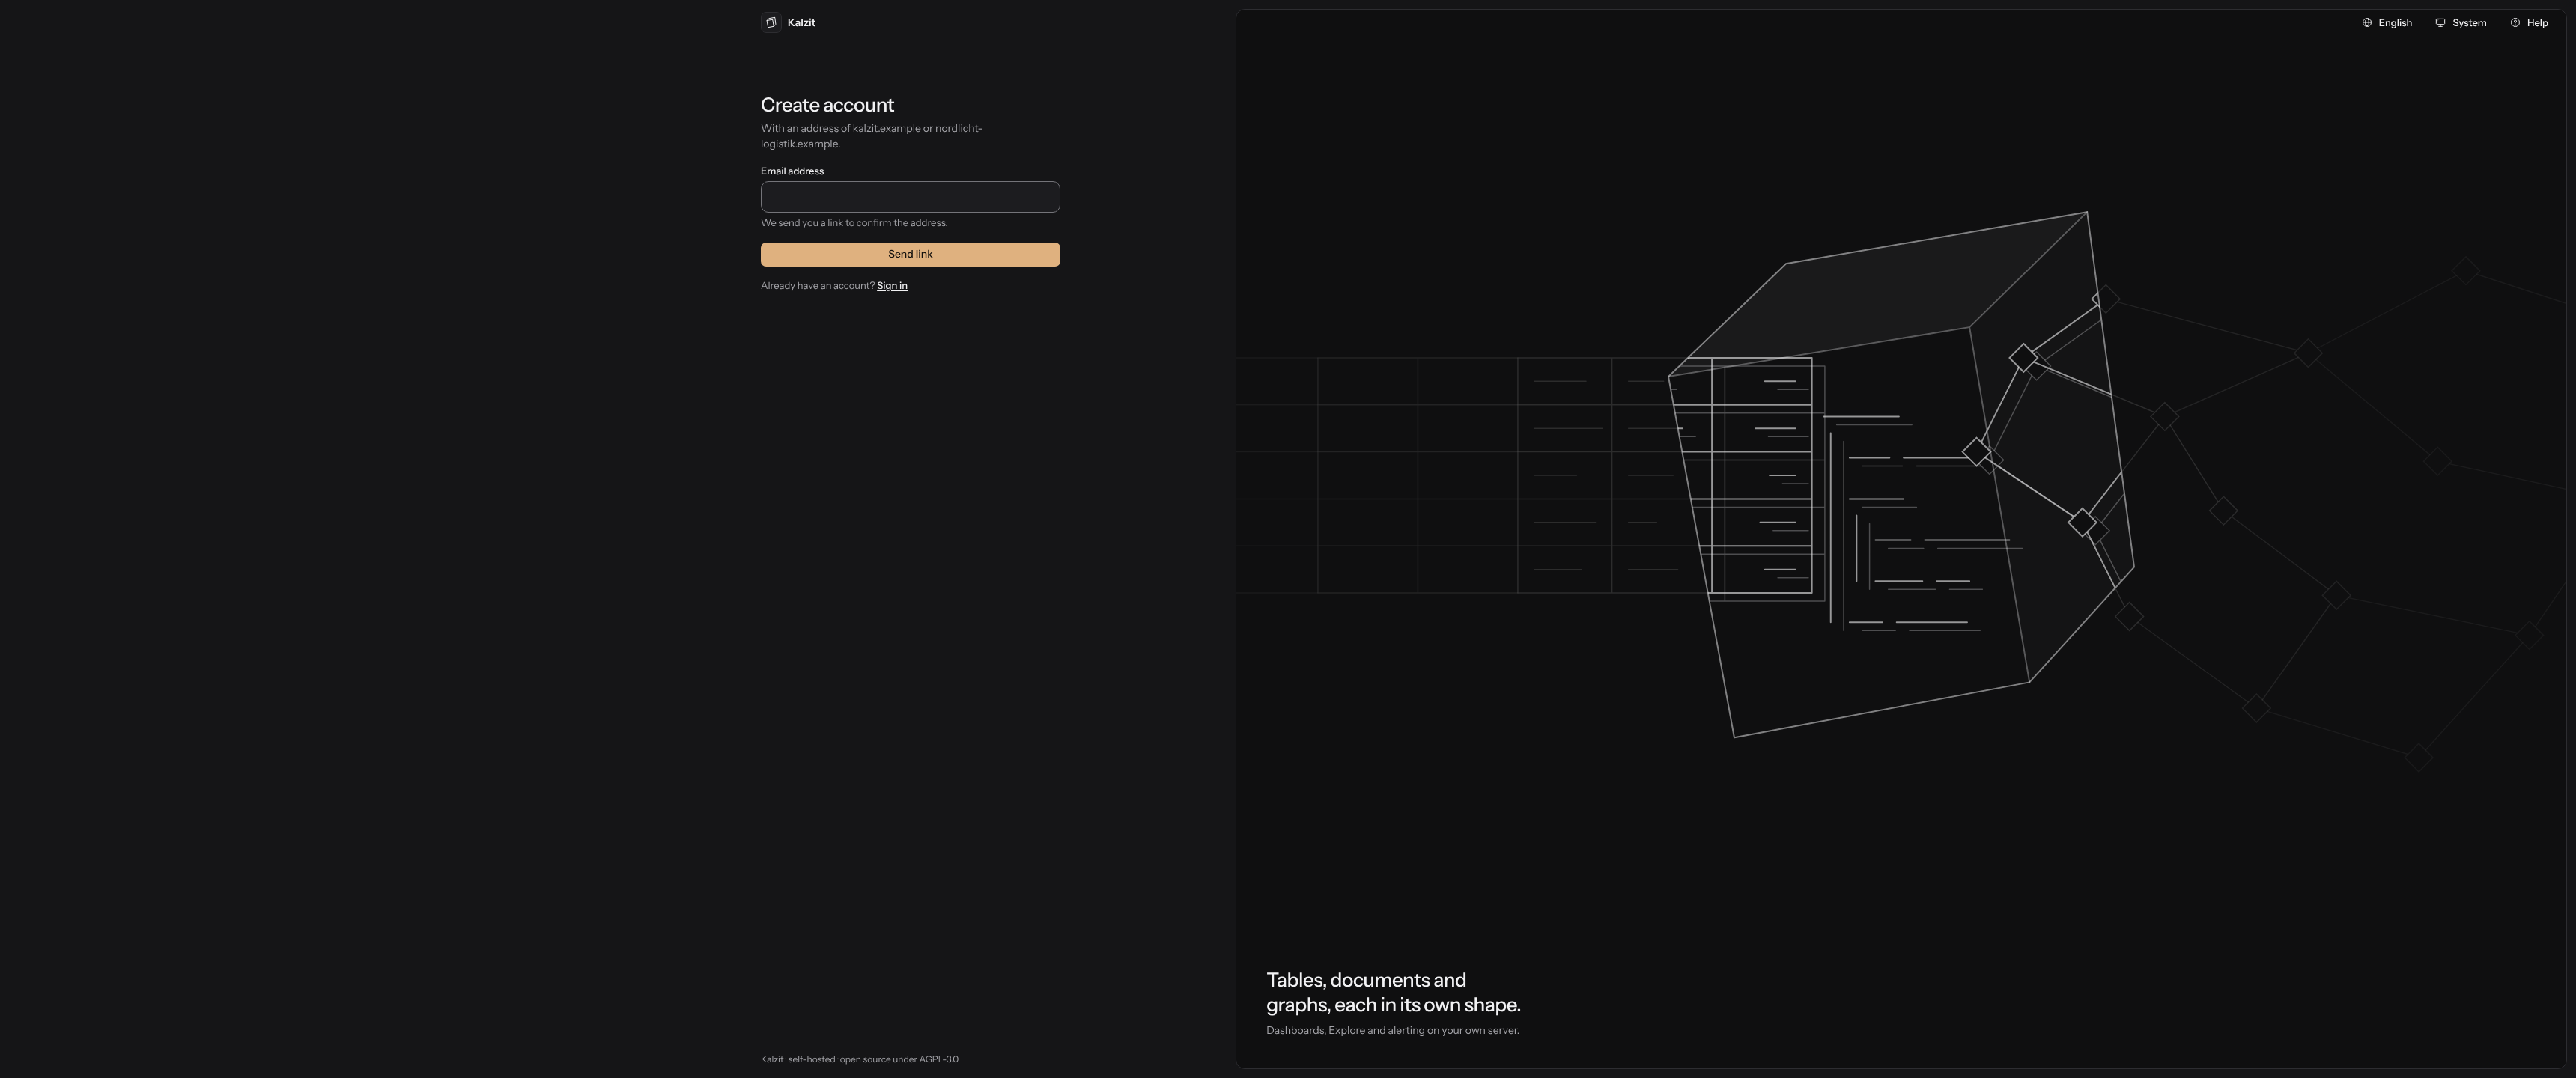 Kalzit
English
System
Help
Create account
With an address of kalzit.example or nordlicht-
logistik.example.
Email address
We send you a link to confirm the address.
Send link
Already have an account? Sign in
Tables, documents and
graphs, each in its own shape.
Dashboards, Explore and alerting on your own server.
Kalzit · self-hosted · open source under AGPL-3.0